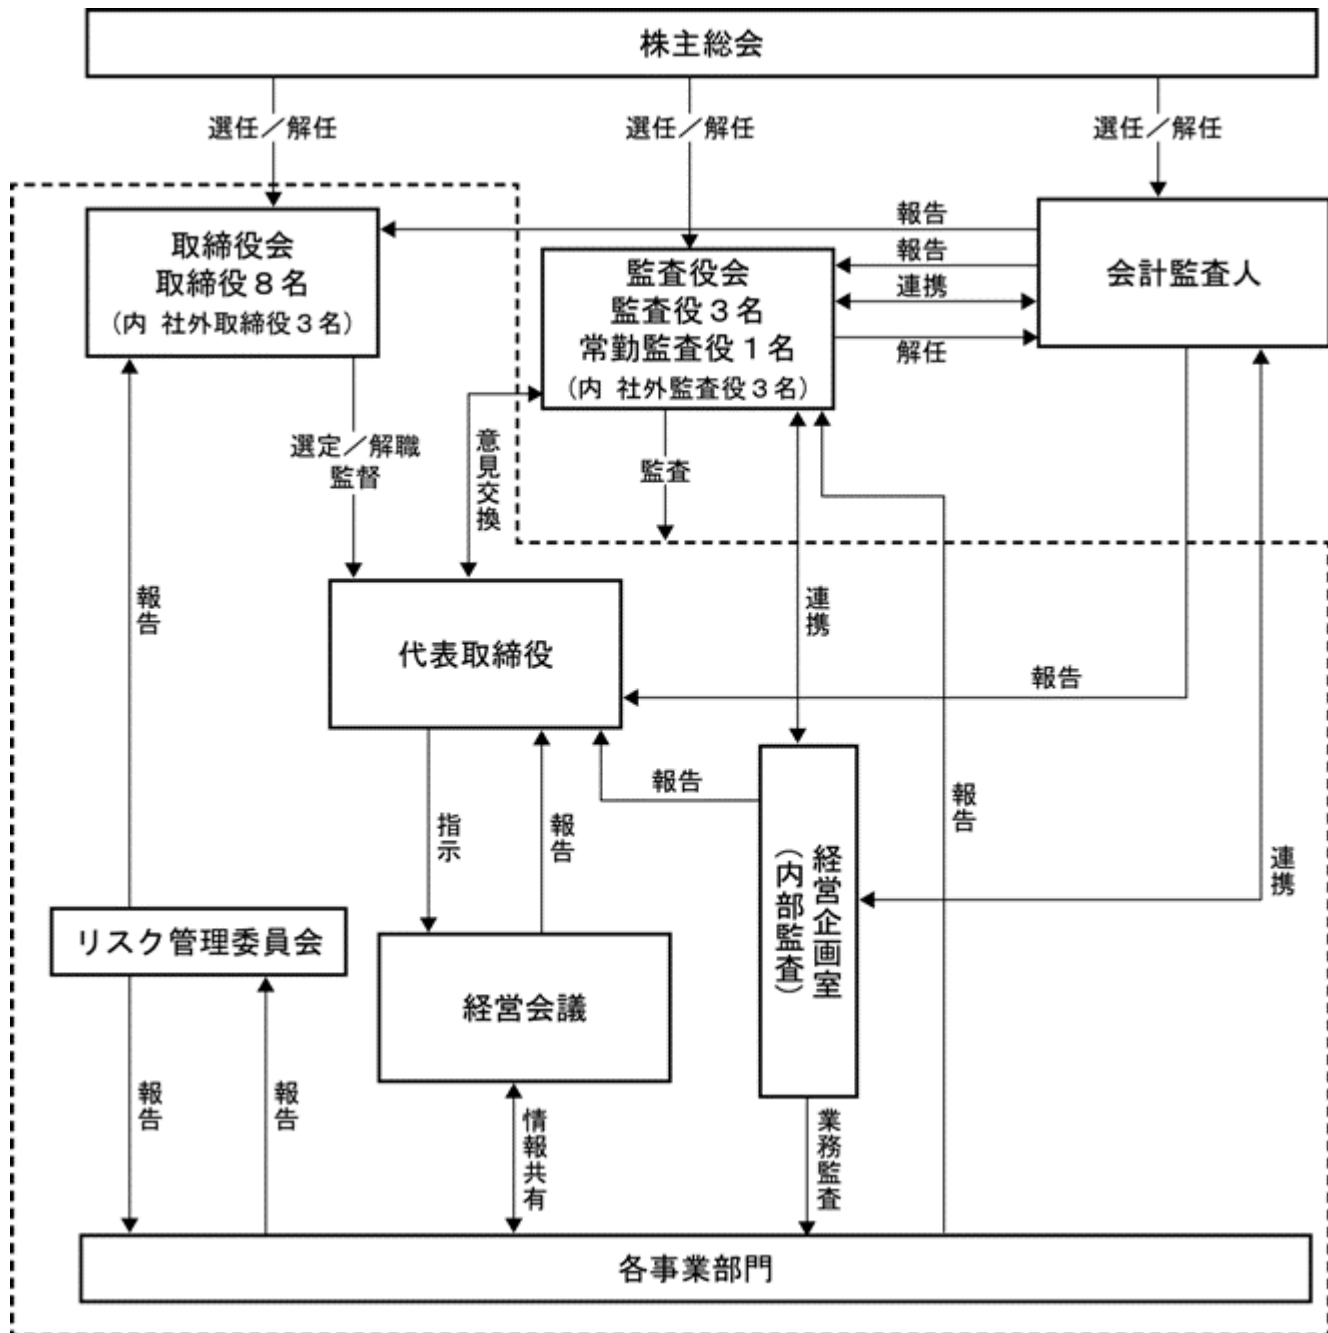 株主総会
選任／解任
選任／解任
選任／解任
取締役会
取締役８名
（内 社外取締役３名）
監査役会
監査役３名
常勤監査役１名
（内 社外監査役３名）
報告
報告
連携
解任
会計監査人
選定／解職
監督
意見交換
監査
報告
代表取締役
連携
報告
報告
指示
報告
経営企画室
（内部監査）
報告
連携
リスク管理委員会
経営会議
報告
報告
情報共有
業務監査
各事業部門